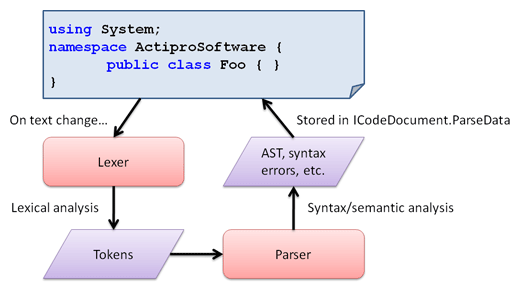 using System;
namespace ActiproSoftware {
public class Foo { }
}
On text change...
Stored in ICodeDocument.ParseData
Lexer
AST, syntax
errors, etc.
Lexical analysis
Syntax/semantic analysis
Tokens
Parser